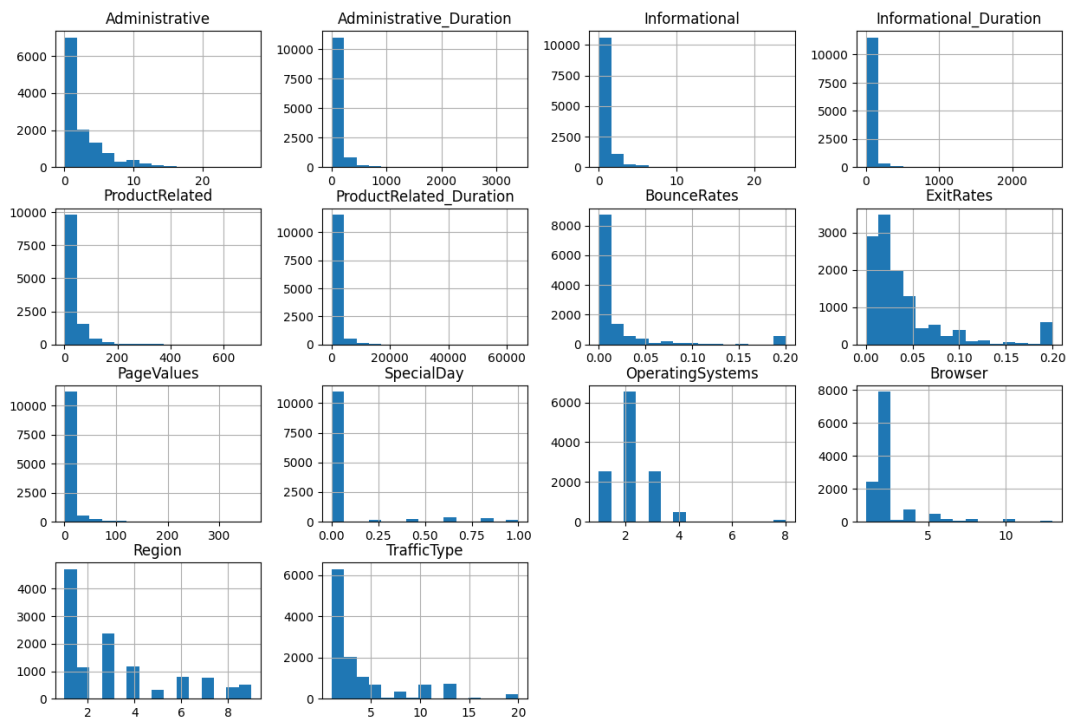 Administrative Administrative_Duration Informational Informational_Duration
6000 4000 2000 0
0 10 20
10000 7500 5000 2500 0
0 1000 2000 3000
10000 7500 5000 2500 0
0 10 20
10000 7500 5000 2500 0
0 1000 2000
ProductRelated ProductRelated_Duration BounceRates ExitRates
10000 7500 5000 2500 0
0 200 400 600
10000 7500 5000 2500 0
0 20000 40000 60000
8000 6000 4000 2000 0
0.00 0.05 0.10 0.15 0.20
3000 2000 1000 0
0.00 0.05 0.10 0.15 0.20
PageValues SpecialDay OperatingSystems Browser
10000 7500 5000 2500 0
0 100 200 300
10000 7500 5000 2500 0
0.00 0.25 0.50 0.75 1.00
6000 4000 2000 0
2 4 6 8
8000 6000 4000 2000 0
5 10
Region TrafficType
4000 3000 2000 1000 0
2 4 6 8
6000 4000 2000 0
5 10 15 20